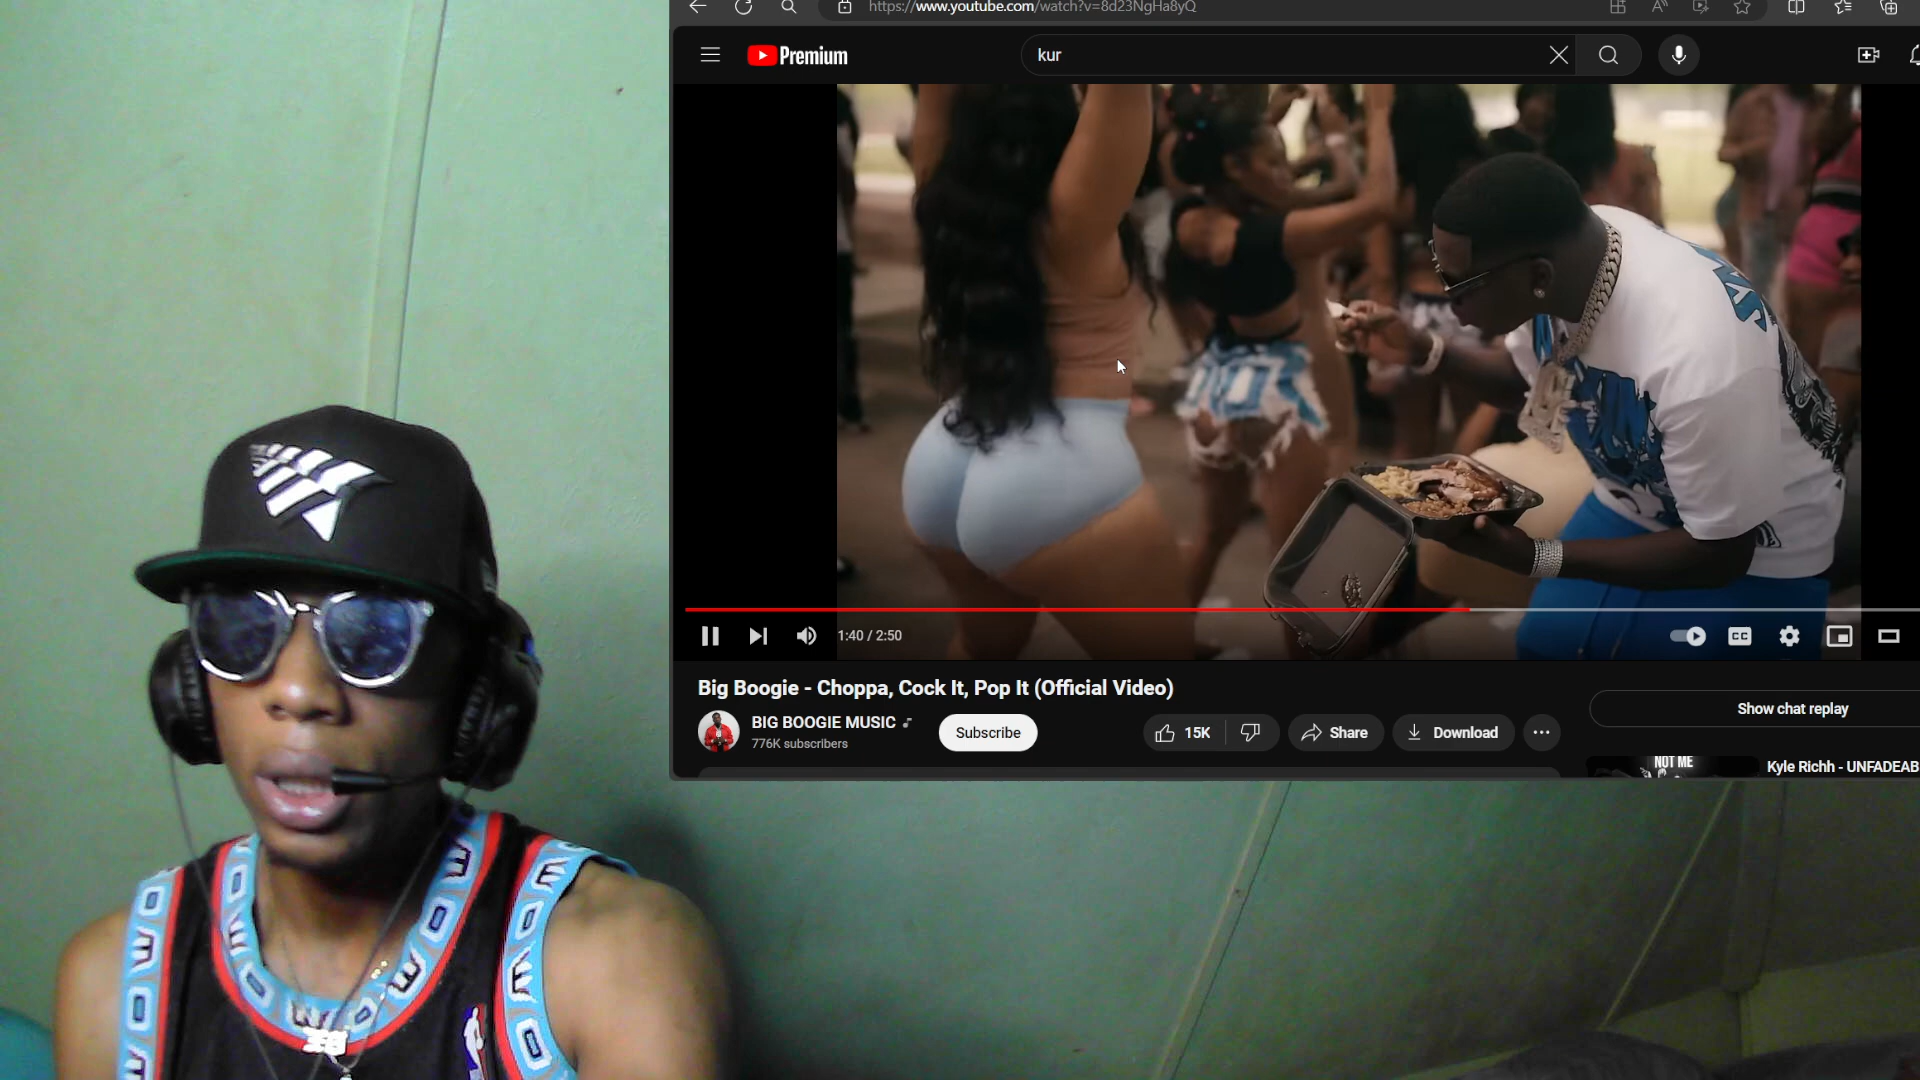 https://www.youtube.com/watch?v=8d23NgHa8yQ
Premium
kur
1:40 / 2:50
CC
Big Boogie - Choppa, Cock It, Pop It (Official Video)
BIG BOOGIE MUSIC
776K subscribers
Subscribe
15K
Share
Download
Show chat replay
NOT ME
Kyle Richh - UNFADEAB